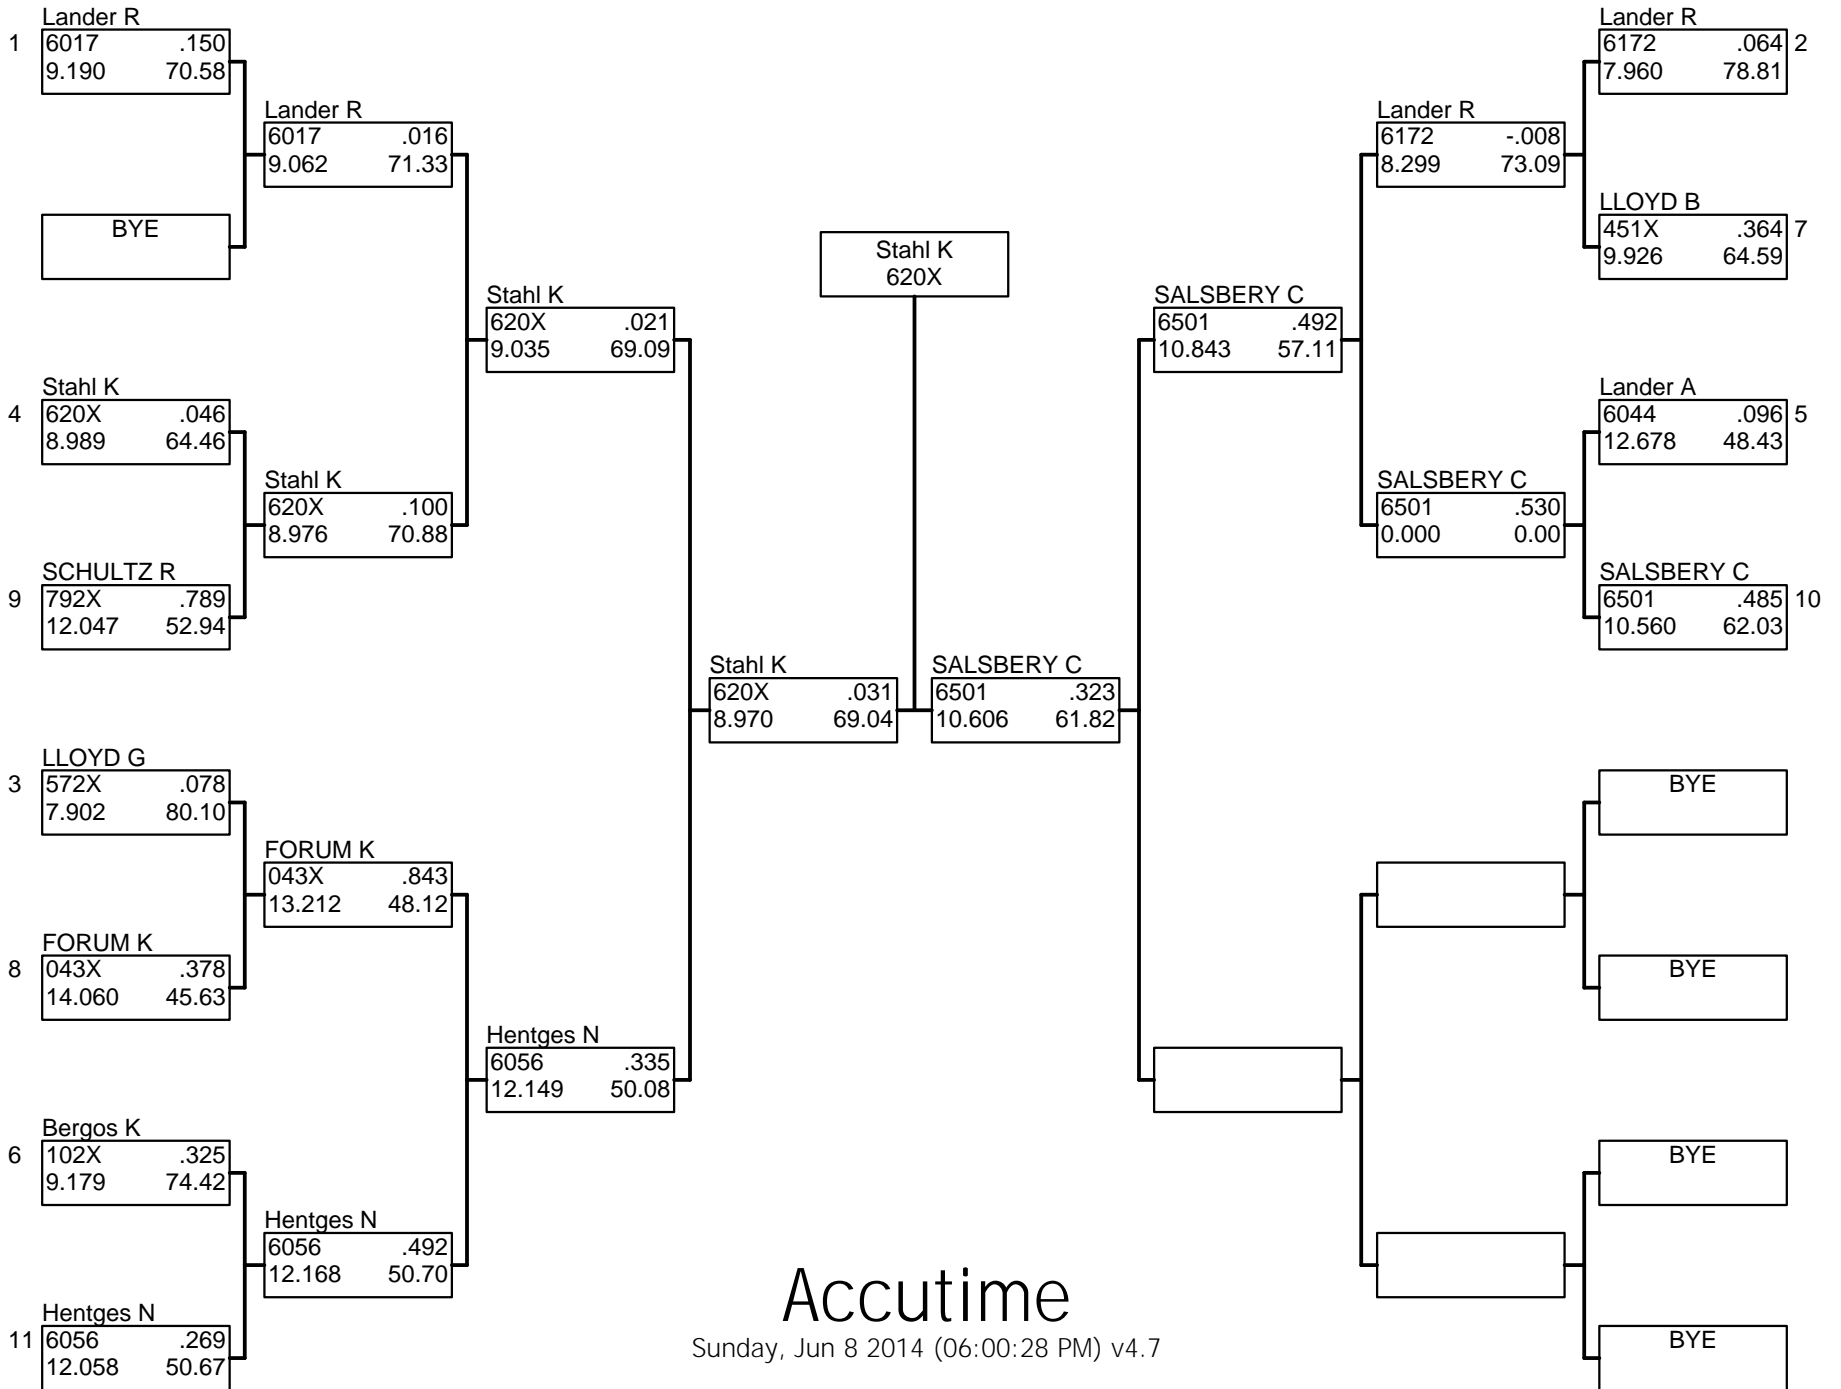 Lander R
1 6017 .150
9.190 70.58
BYE
Stahl K
4 620X .046
8.989 64.46
SCHULTZ R
9 792X .789
12.047 52.94
LLOYD G
3 572X .078
7.902 80.10
FORUM K
8 043X .378
14.060 45.63
Bergos K
6 102X .325
9.179 74.42
Hentges N
11 6056 .269
12.058 50.67
Lander R
6017 .016
9.062 71.33
Stahl K
620X .100
8.976 70.88
FORUM K
043X .843
13.212 48.12
Hentges N
6056 .492
12.168 50.70
Stahl K
620X .021
9.035 69.09
Hentges N
6056 .335
12.149 50.08
Stahl K
620X .031
8.970 69.04
Stahl K
620X
SALSBERY C
6501 .323
10.606 61.82
SALSBERY C
6501 .492
10.843 57.11
Lander R
6172 -.008
8.299 73.09
SALSBERY C
6501 .530
0.000 0.00
Lander R
6172 .064 2
7.960 78.81
LLOYD B
451X .364 7
9.926 64.59
Lander A
6044 .096 5
12.678 48.43
SALSBERY C
6501 .485 10
10.560 62.03
BYE
BYE
BYE
BYE
Accutime
Sunday, Jun 8 2014 (06:00:28 PM) v4.7